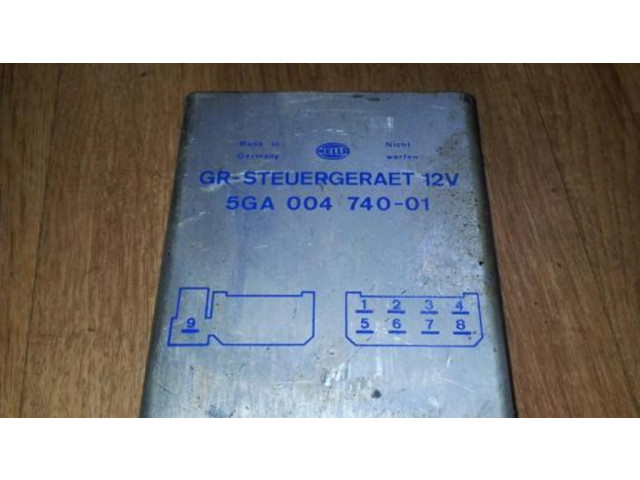 Made in Nicht
Germany HELLA werfen
GR-STEUERGERAET 12V
5GA 004 740-01
1 2 3 4
9 5 6 7 8